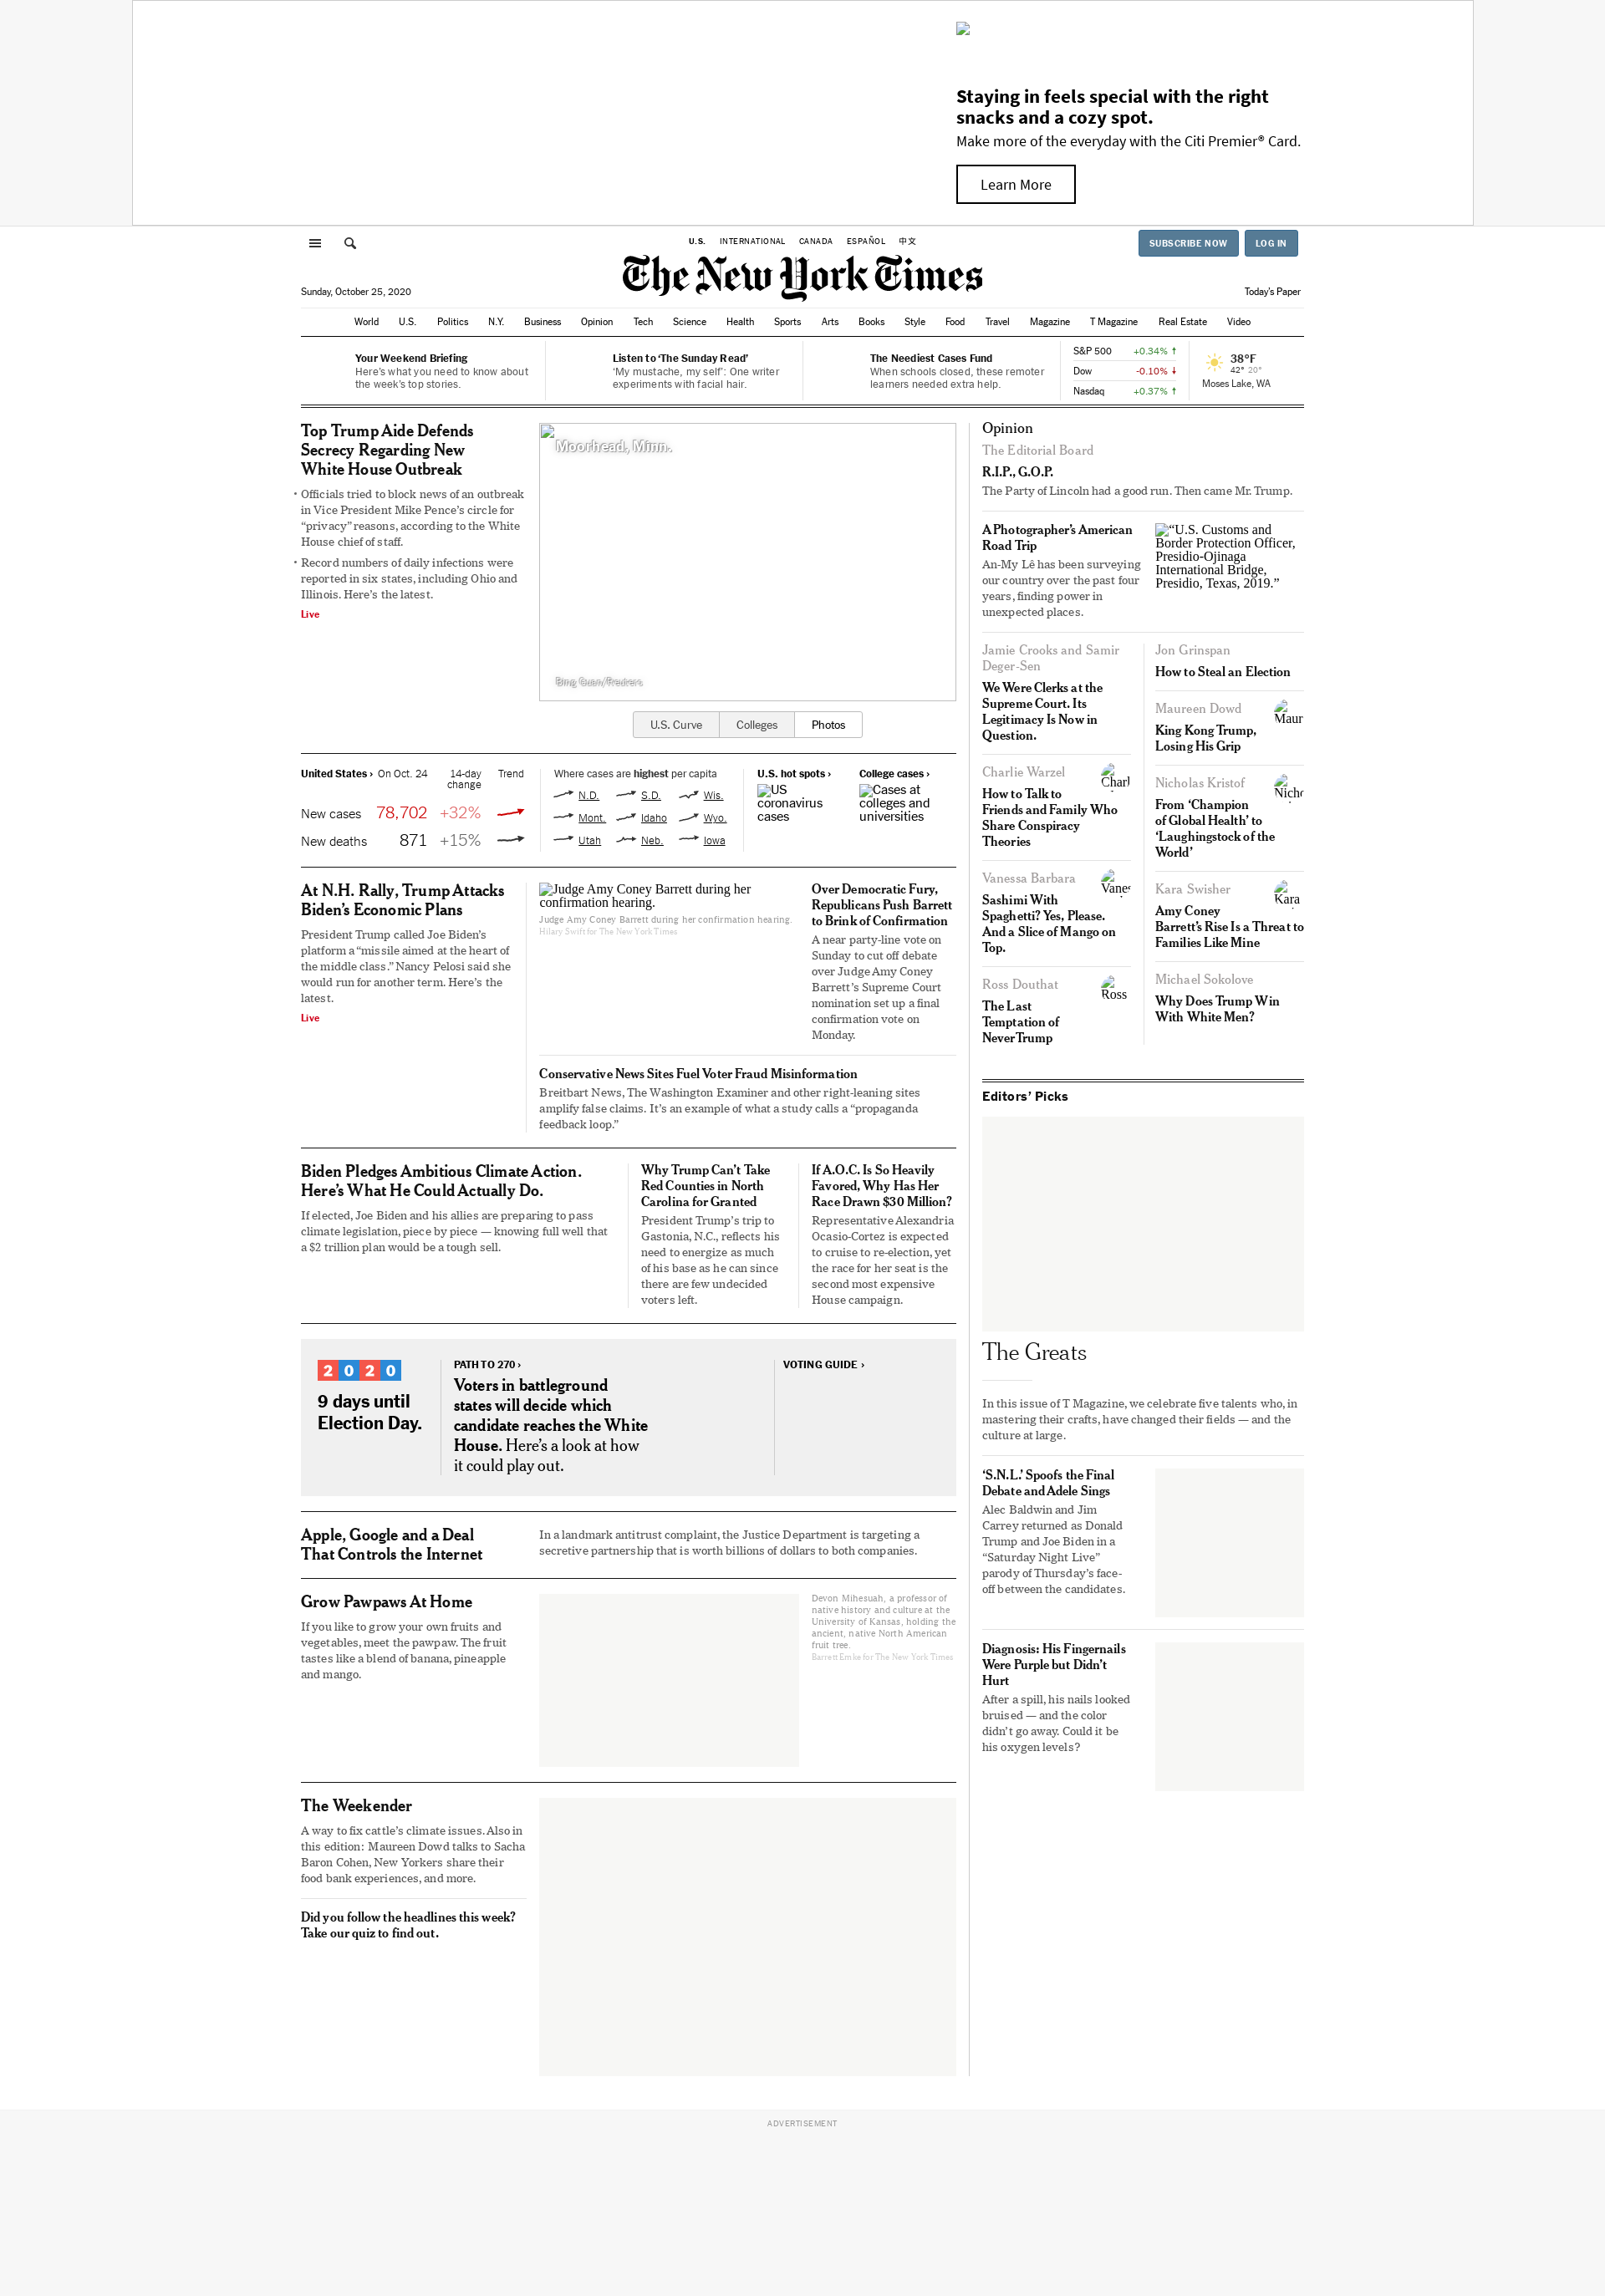 Staying in feels special with the right
snacks and a cozy spot.
Make more of the everyday with the Citi Premier® Card.
Learn More
U.S. INTERNATIONAL CANADA ESPAÑOL 中文
SUBSCRIBE NOW LOG IN
The New York Times
Sunday, October 25, 2020
Today's Paper
World U.S. Politics N.Y. Business Opinion Tech Science Health Sports Arts Books Style Food Travel Magazine T Magazine Real Estate Video
Your Weekend Briefing
Here's what you need to know about
the week's top stories.
Listen to ‘The Sunday Read’
‘My mustache, my self’: One writer
experiments with facial hair.
The Neediest Cases Fund
When schools closed, these remoter
learners needed extra help.
S&P 500 +0.34% ↑
Dow -0.10% ↓
Nasdaq +0.37% ↑
38°F
42° 20°
Moses Lake, WA
Top Trump Aide Defends
Secrecy Regarding New
White House Outbreak
• Officials tried to block news of an outbreak
in Vice President Mike Pence's circle for
“privacy” reasons, according to the White
House chief of staff.
• Record numbers of daily infections were
reported in six states, including Ohio and
Illinois. Here's the latest.
Live
Moorhead, Minn.
Bing Guan/Reuters
U.S. Curve Colleges Photos
United States › On Oct. 24 14-day
change Trend
New cases 78,702 +32%
New deaths 871 +15%
Where cases are highest per capita
N.D. S.D. Wis.
Mont. Idaho Wyo.
Utah Neb. Iowa
U.S. hot spots ›
US
coronavirus
cases
College cases ›
Cases at
colleges and
universities
At N.H. Rally, Trump Attacks
Biden's Economic Plans
President Trump called Joe Biden's
platform a “missile aimed at the heart of
the middle class.” Nancy Pelosi said she
would run for another term. Here's the
latest.
Live
Judge Amy Coney Barrett during her
confirmation hearing.
Judge Amy Coney Barrett during her confirmation hearing.
Hilary Swift for The New York Times
Over Democratic Fury,
Republicans Push Barrett
to Brink of Confirmation
A near party-line vote on
Sunday to cut off debate
over Judge Amy Coney
Barrett's Supreme Court
nomination set up a final
confirmation vote on
Monday.
Conservative News Sites Fuel Voter Fraud Misinformation
Breitbart News, The Washington Examiner and other right-leaning sites
amplify false claims. It's an example of what a study calls a “propaganda
feedback loop.”
Biden Pledges Ambitious Climate Action.
Here's What He Could Actually Do.
If elected, Joe Biden and his allies are preparing to pass
climate legislation, piece by piece — knowing full well that
a $2 trillion plan would be a tough sell.
Why Trump Can't Take
Red Counties in North
Carolina for Granted
President Trump's trip to
Gastonia, N.C., reflects his
need to energize as much
of his base as he can since
there are few undecided
voters left.
If A.O.C. Is So Heavily
Favored, Why Has Her
Race Drawn $30 Million?
Representative Alexandria
Ocasio-Cortez is expected
to cruise to re-election, yet
the race for her seat is the
second most expensive
House campaign.
2020
9 days until
Election Day.
PATH TO 270 ›
Voters in battleground
states will decide which
candidate reaches the White
House. Here's a look at how
it could play out.
VOTING GUIDE ›
Apple, Google and a Deal
That Controls the Internet
In a landmark antitrust complaint, the Justice Department is targeting a
secretive partnership that is worth billions of dollars to both companies.
Grow Pawpaws At Home
If you like to grow your own fruits and
vegetables, meet the pawpaw. The fruit
tastes like a blend of banana, pineapple
and mango.
Devon Mihesuah, a professor of
native history and culture at the
University of Kansas, holding the
ancient, native North American
fruit tree.
Barrett Emke for The New York Times
The Weekender
A way to fix cattle's climate issues. Also in
this edition: Maureen Dowd talks to Sacha
Baron Cohen, New Yorkers share their
food bank experiences, and more.
Did you follow the headlines this week?
Take our quiz to find out.
Opinion
The Editorial Board
R.I.P., G.O.P.
The Party of Lincoln had a good run. Then came Mr. Trump.
A Photographer's American
Road Trip
An-My Lê has been surveying
our country over the past four
years, finding power in
unexpected places.
“U.S. Customs and
Border Protection Officer,
Presidio-Ojinaga
International Bridge,
Presidio, Texas, 2019.”
Jamie Crooks and Samir
Deger-Sen
We Were Clerks at the
Supreme Court. Its
Legitimacy Is Now in
Question.
Charlie Warzel
Charl
How to Talk to
Friends and Family Who
Share Conspiracy
Theories
Vanessa Barbara
Vanes
Sashimi With
Spaghetti? Yes, Please.
And a Slice of Mango on
Top.
Ross Douthat
Ross
The Last
Temptation of
NeverTrump
Jon Grinspan
How to Steal an Election
Maureen Dowd
Maur
King Kong Trump,
Losing His Grip
Nicholas Kristof
Nicho
From ‘Champion
of Global Health’ to
‘Laughingstock of the
World’
Kara Swisher
Kara
Amy Coney
Barrett's Rise Is a Threat to
Families Like Mine
Michael Sokolove
Why Does Trump Win
With White Men?
Editors’ Picks
The Greats
In this issue of T Magazine, we celebrate five talents who, in
mastering their crafts, have changed their fields — and the
culture at large.
‘S.N.L.’ Spoofs the Final
Debate and Adele Sings
Alec Baldwin and Jim
Carrey returned as Donald
Trump and Joe Biden in a
“Saturday Night Live”
parody of Thursday's face-
off between the candidates.
Diagnosis: His Fingernails
Were Purple but Didn't
Hurt
After a spill, his nails looked
bruised — and the color
didn't go away. Could it be
his oxygen levels?
ADVERTISEMENT